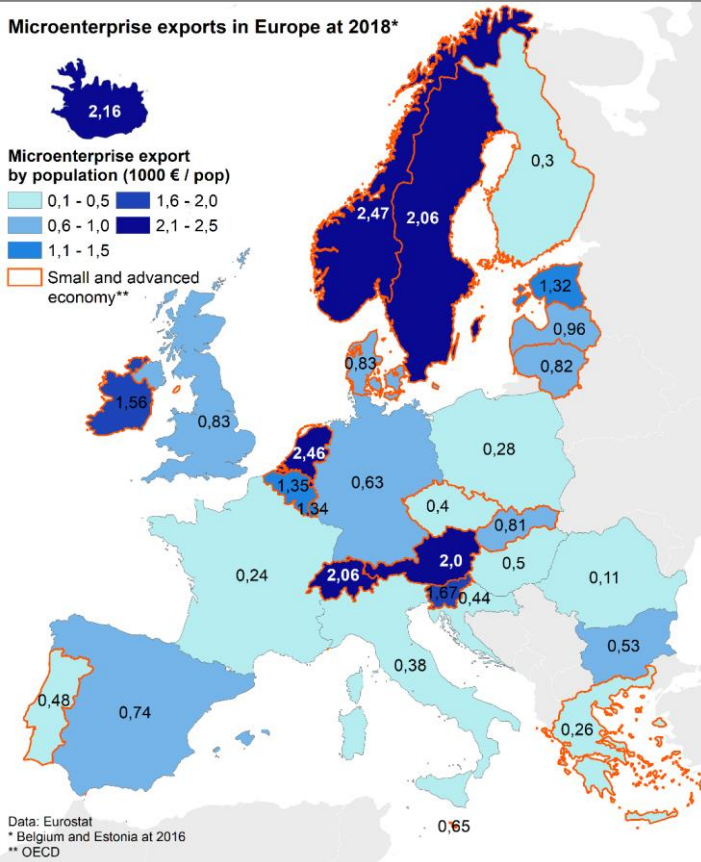 Microenterprise exports in Europe at 2018*
2,16
Microenterprise export
by population (1000 € / pop)
0,1 - 0,5
1,6 - 2,0
0,6 - 1,0
2,1 - 2,5
1,1 - 1,5
Small and advanced
economy**
0,3
2,47
2,06
1,32
0,96
0,83
0,82
1,56
0,83
2,46
0,28
0,63
1,35*
1,34
0,4
0,81
2,0
0,5
2,06
0,24
1,67
0,44
0,11
0,53
0,38
0,48
0,74
0,26
0,65
Data: Eurostat
* Belgium and Estonia at 2016
** OECD